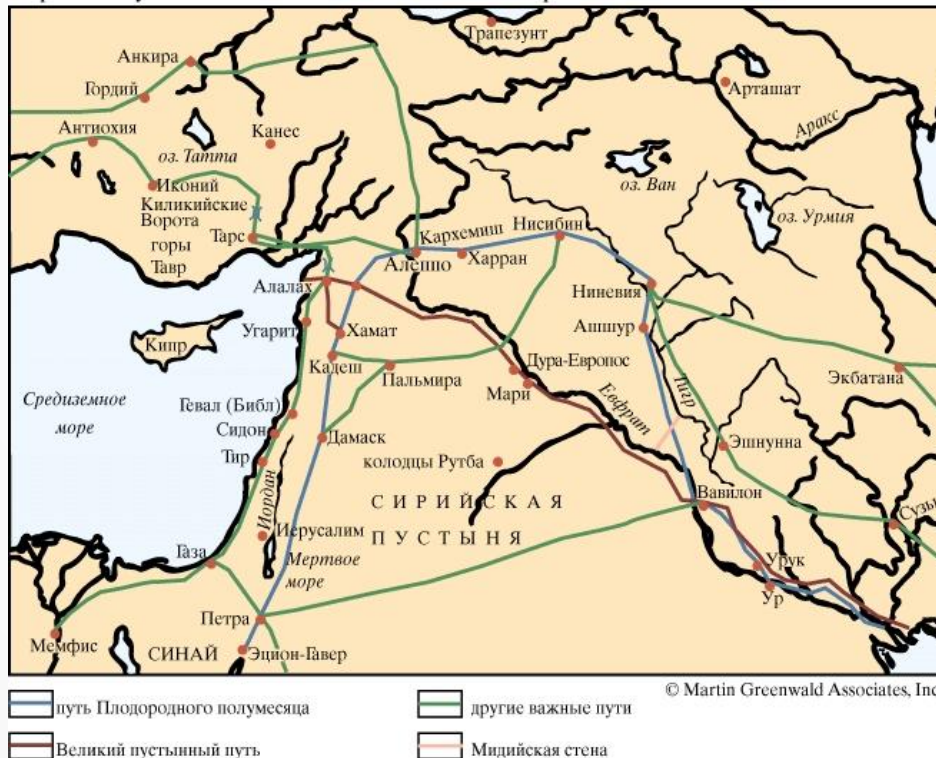 Трапезунт
Анкира
Гордий
Арташат
Антиохия
Канес
Аракс
оз. Татта
оз. Ван
Иконий
Киликийские
Ворота
горы
Тавр
Тарс
Нисибин
оз. Урмия
Кархемиш
Алеппо
Харран
Алалах
Ниневия
Угарит
Хамат
Ашшур
Кипр
Кадеш
Пальмира
Дура-Европос
Мари
Евфрат
Тигр
Экбатана
Средиземное
море
Гевал (Библ)
Сидон
Дамаск
Тир
колодцы Рутба
Эшнунна
Иордан
СИРИЙСКАЯ
ПУСТЫНЯ
Вавилон
Сузы
Иерусалим
Газа
Мертвое
море
Урук
Ур
Петра
Мемфис
СИНАЙ
Эцион-Гавер
© Martin Greenwald Associates, Inc
путь Плодородного полумесяца
другие важные пути
Великий пустынный путь
Мидийская стена